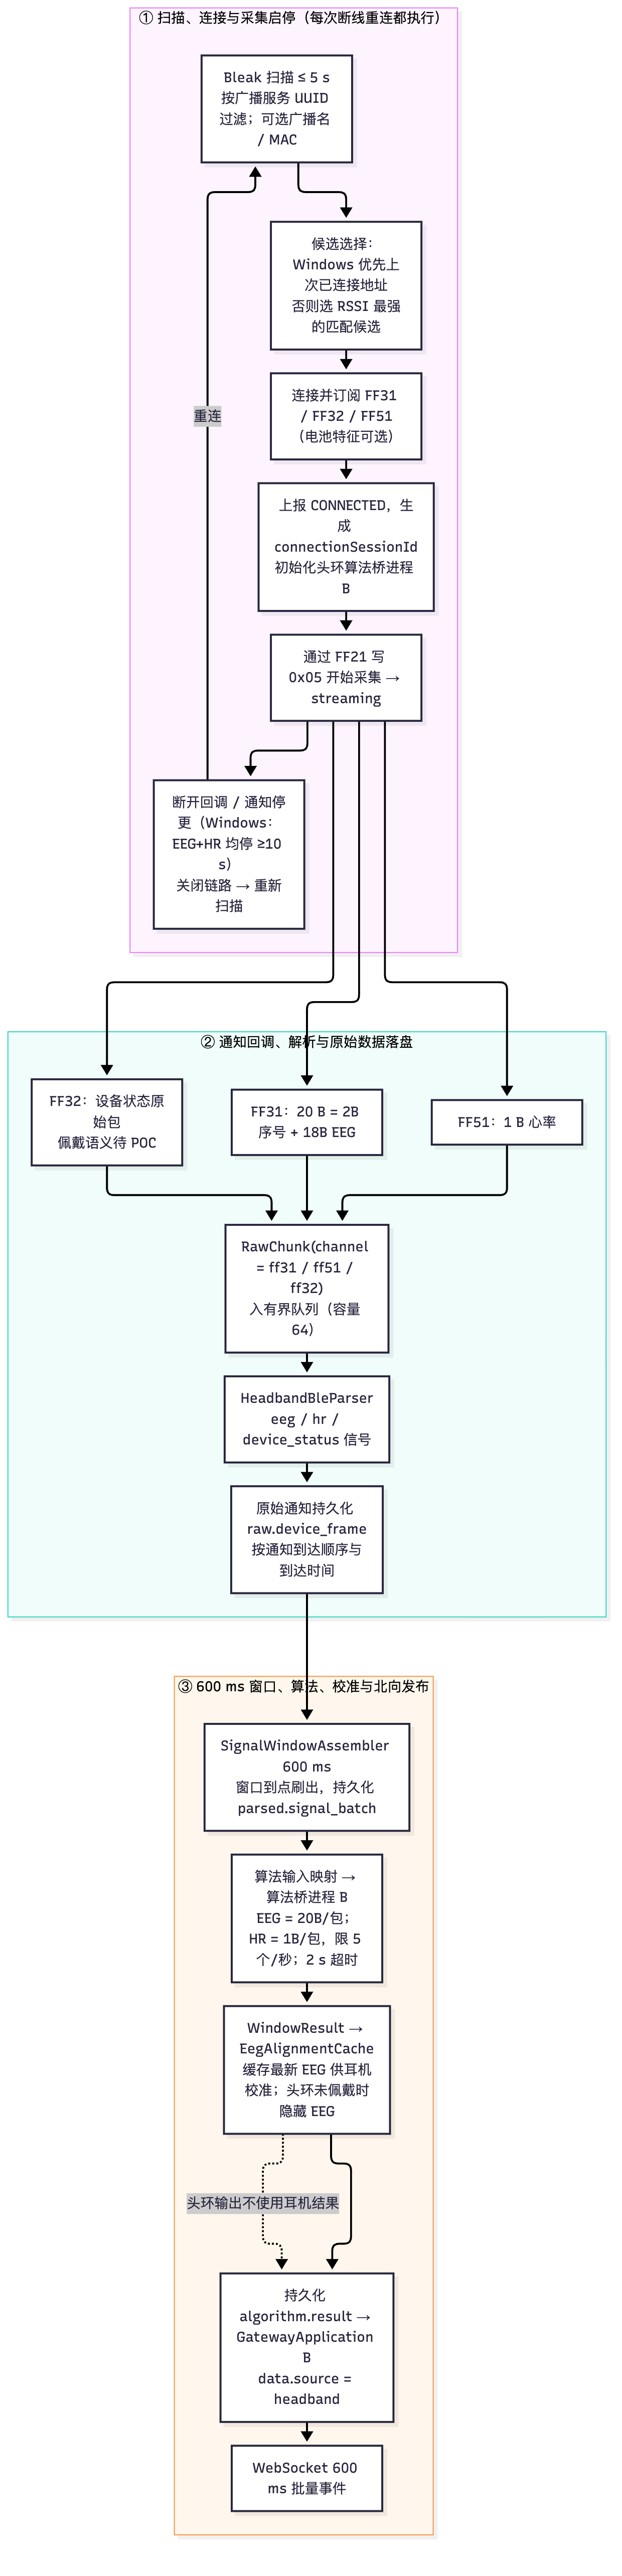 ① 扫描、连接与采集启停（每次断线重连都执行）
Bleak 扫描 ≤ 5 s
按广播服务 UUID
过滤；可选广播名
/ MAC
候选选择：
Windows 优先上
次已连接地址
否则选 RSSI 最强
的匹配候选
连接并订阅 FF31
/ FF32 / FF51
（电池特征可选）
重连
上报 CONNECTED，生
成
connectionSessionId
初始化头环算法桥进程
B
通过 FF21 写
0x05 开始采集 →
streaming
断开回调 / 通知停
更（Windows：
EEG+HR 均停 ≥10
s）
关闭链路 → 重新
扫描
② 通知回调、解析与原始数据落盘
FF32：设备状态原
始包
佩戴语义待 POC
FF31：20 B = 2B
序号 + 18B EEG
FF51：1 B 心率
RawChunk(channel
= ff31 / ff51 /
ff32)
入有界队列（容量
64）
HeadbandBleParser
eeg / hr /
device_status 信号
原始通知持久化
raw.device_frame
按通知到达顺序与
到达时间
③ 600 ms 窗口、算法、校准与北向发布
SignalWindowAssembler
600 ms
窗口到点刷出，持久化
parsed.signal_batch
算法输入映射 →
算法桥进程 B
EEG = 20B/包；
HR = 1B/包，限 5
个/秒；2 s 超时
WindowResult →
EegAlignmentCache
缓存最新 EEG 供耳机
校准；头环未佩戴时
隐藏 EEG
头环输出不使用耳机结果
持久化
algorithm.result →
GatewayApplication
B
data.source =
headband
WebSocket 600
ms 批量事件